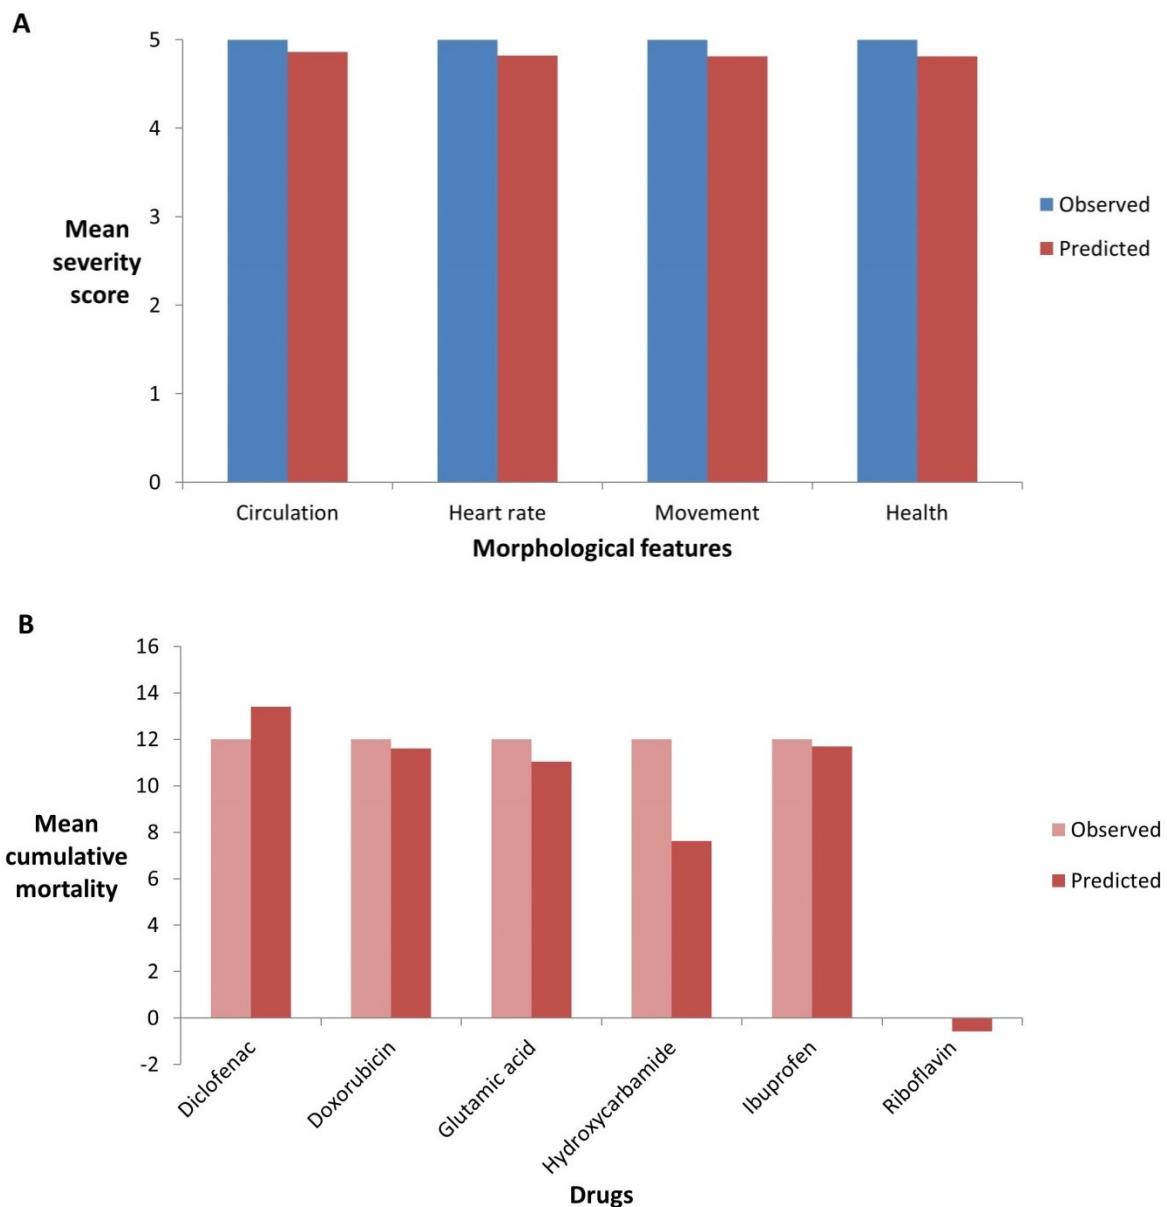 A
5
4
3
2
1
0
Mean
severity
score
Circulation
Heart rate
Movement
Health
Morphological features
Observed
Predicted
B
16
14
12
10
8
6
4
2
0
-2
Mean
cumulative
mortality
Diclofenac
Doxorubicin
Glutamic acid
Hydroxycarbamide
Ibuprofen
Riboflavin
Drugs
Observed
Predicted